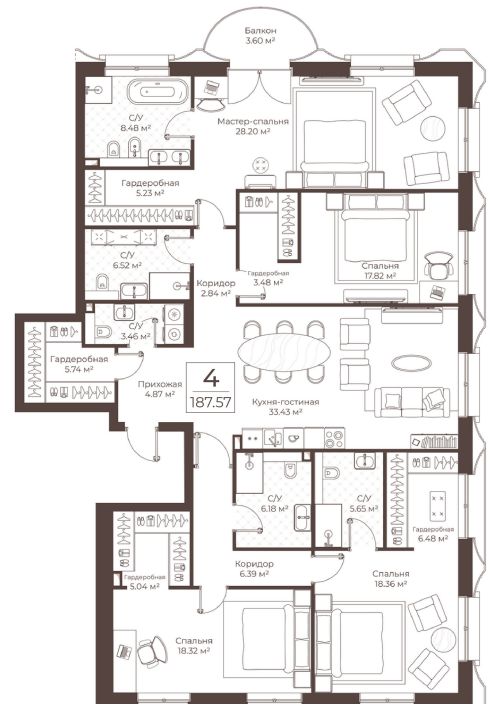 Балкон
3.60 м²
С/У
8.48 м²
Мастер-спальня
28.20 м²
Гардеробная
5.23 м²
С/У
6.52 м²
Коридор
2.84 м²
Гардеробная
3.48 м²
Спальня
17.82 м²
С/У
3.46 м²
Гардеробная
5.74 м²
Прихожая
4.87 м²
4
187.57
Кухня-гостиная
33.43 м²
С/У
6.18 м²
С/У
5.65 м²
Гардеробная
6.48 м²
Гардеробная
5.04 м²
Коридор
6.39 м²
Спальня
18.36 м²
Спальня
18.32 м²